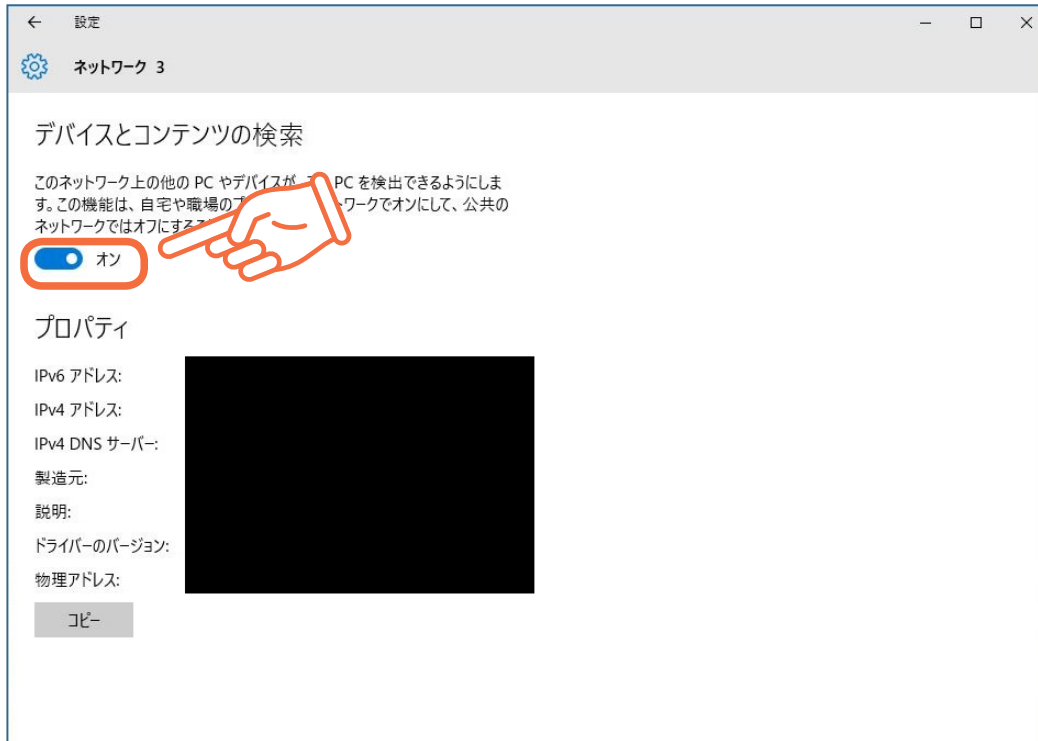 設定
ネットワーク 3
デバイスとコンテンツの検索
このネットワーク上の他の PC やデバイスが、 PC を検出できるようにしま
す。この機能は、自宅や職場の ワークでオンにして、公共の
ネットワークではオフにする
オン
プロパティ
IPv6 アドレス:
IPv4 アドレス:
IPv4 DNS サーバー:
製造元:
説明:
ドライバーのバージョン:
物理アドレス:
コピー